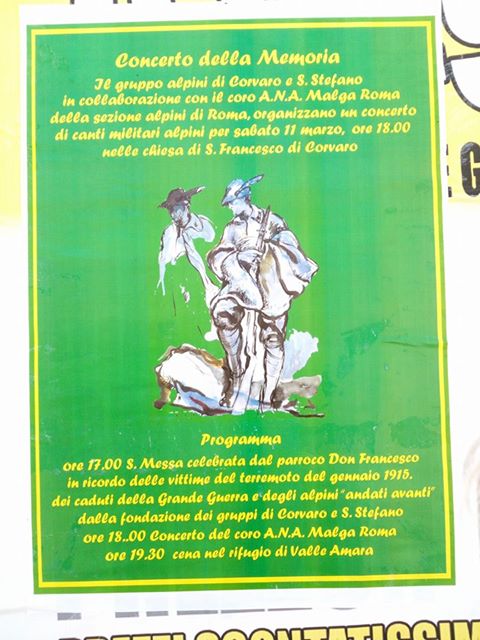 Concerto della Memoria
Il gruppo alpini di Corvaro e S. Stefano
in collaborazione con il coro A.N.A. Malga Roma
della sezione alpini di Roma, organizzano un concerto
di canti militari alpini per sabato 11 marzo, ore 18.00
nelle chiesa di S. Francesco di Corvaro
Programma
ore 17.00 S. Messa celebrata dal parroco Don Francesco
in ricordo delle vittime del terremoto del gennaio 1915.
dei caduti della Grande Guerra e degli alpini "andati avanti"
dalla fondazione dei gruppi di Corvaro e S. Stefano
ore 18..00 Concerto del coro A.N.A. Malga Roma
ore 19.30 cena nel rifugio di Valle Amara